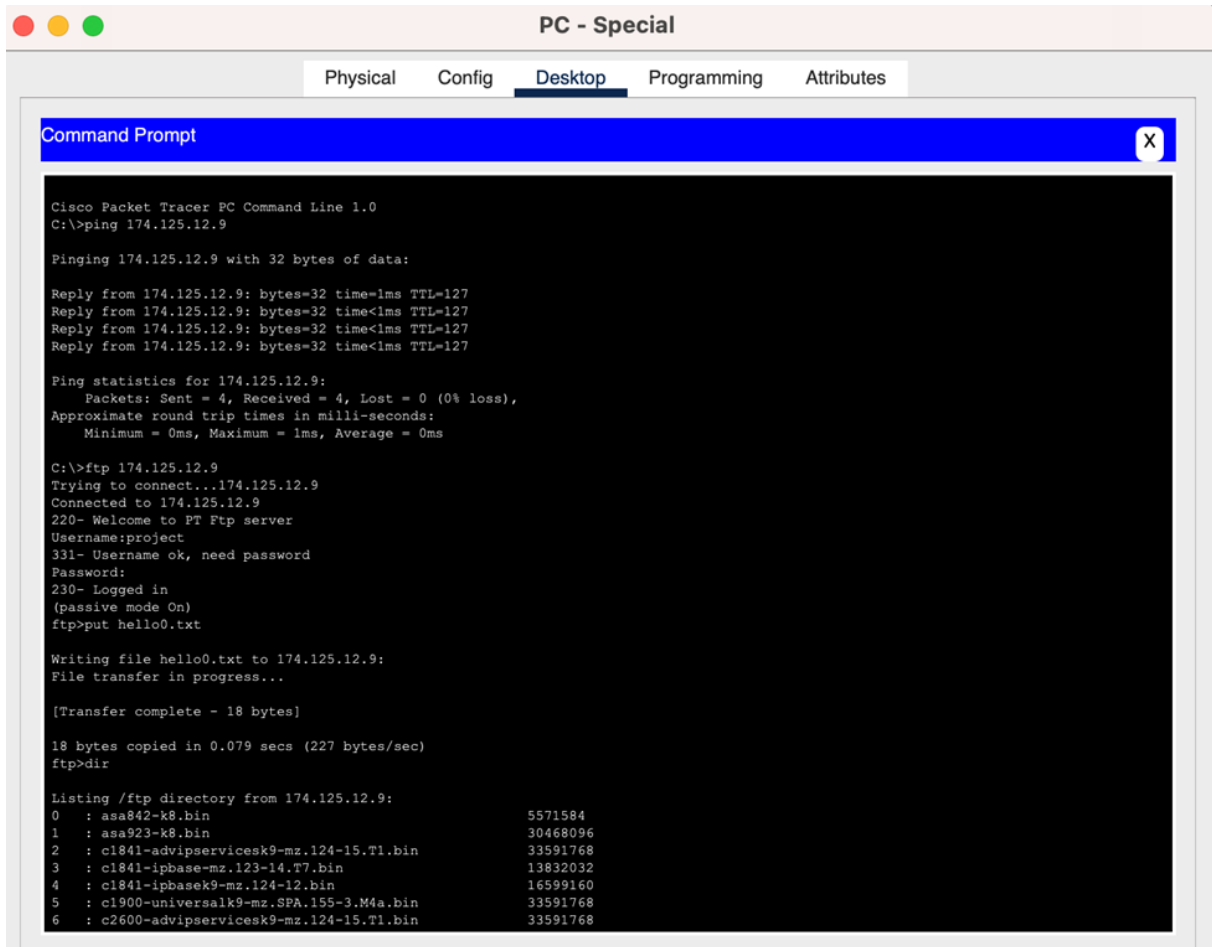 PC - Special
Physical Config Desktop Programming Attributes
Command Prompt
X
Cisco Packet Tracer PC Command Line 1.0
C:\>ping 174.125.12.9
Pinging 174.125.12.9 with 32 bytes of data:
Reply from 174.125.12.9: bytes=32 time=1ms TTL=127
Reply from 174.125.12.9: bytes=32 time<1ms TTL=127
Reply from 174.125.12.9: bytes=32 time<1ms TTL=127
Reply from 174.125.12.9: bytes=32 time<1ms TTL=127
Ping statistics for 174.125.12.9:
Packets: Sent = 4, Received = 4, Lost = 0 (0% loss),
Approximate round trip times in milli-seconds:
Minimum = 0ms, Maximum = 1ms, Average = 0ms
C:\>ftp 174.125.12.9
Trying to connect...174.125.12.9
Connected to 174.125.12.9
220- Welcome to PT Ftp server
Username:project
331- Username ok, need password
Password:
230- Logged in
(passive mode On)
ftp>put hello0.txt
Writing file hello0.txt to 174.125.12.9:
File transfer in progress...
[Transfer complete - 18 bytes]
18 bytes copied in 0.079 secs (227 bytes/sec)
ftp>dir
Listing /ftp directory from 174.125.12.9:
0 : asa842-k8.bin 5571584
1 : asa923-k8.bin 30468096
2 : c1841-advipservicesk9-mz.124-15.T1.bin 33591768
3 : c1841-ipbase-mz.123-14.T7.bin 13832032
4 : c1841-ipbasek9-mz.124-12.bin 16599160
5 : c1900-universalk9-mz.SPA.155-3.M4a.bin 33591768
6 : c2600-advipservicesk9-mz.124-15.T1.bin 33591768